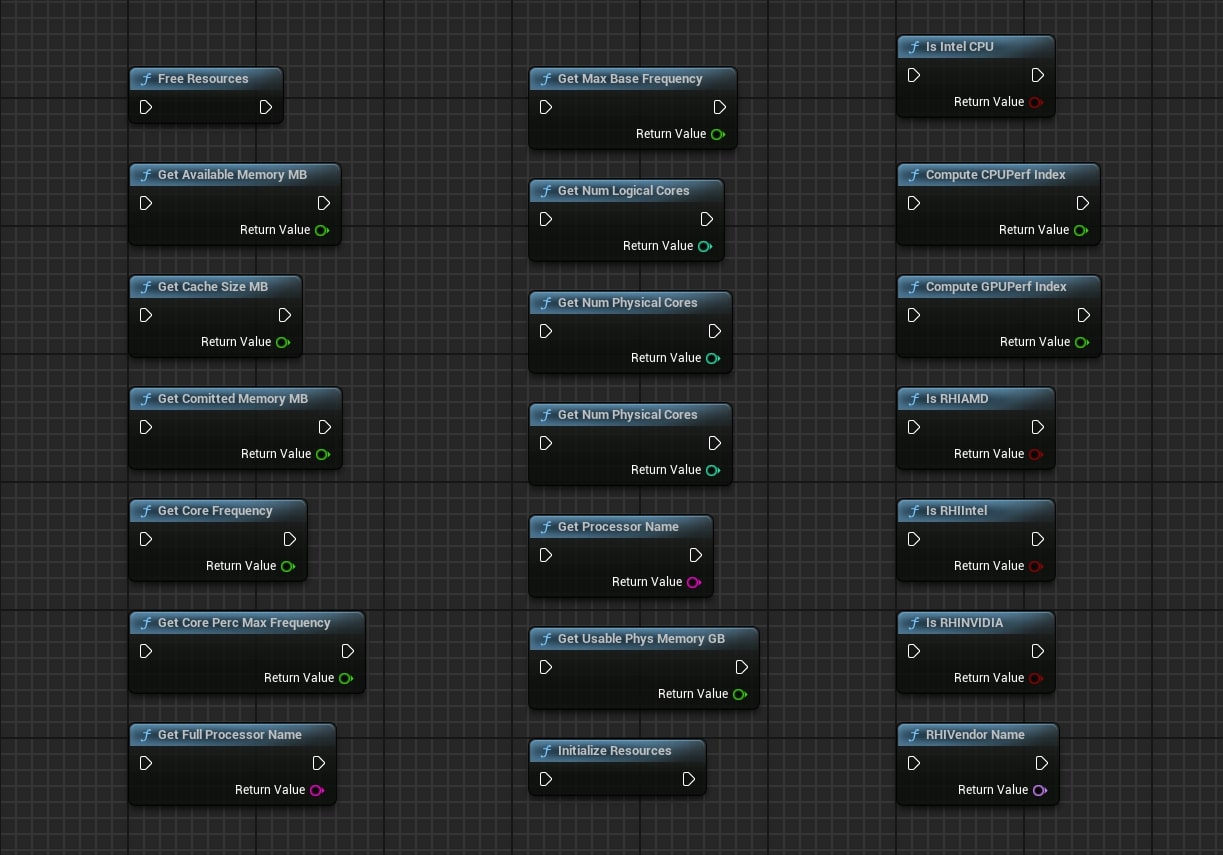 Free Resources
Get Available Memory MB
Return Value
Get Cache Size MB
Return Value
Get Comitted Memory MB
Return Value
Get Core Frequency
Return Value
Get Core Perc Max Frequency
Return Value
Get Full Processor Name
Return Value
Get Max Base Frequency
Return Value
Get Num Logical Cores
Return Value
Get Num Physical Cores
Return Value
Get Num Physical Cores
Return Value
Get Processor Name
Return Value
Get Usable Phys Memory GB
Return Value
Initialize Resources
Is Intel CPU
Return Value
Compute CPUPerf Index
Return Value
Compute GPUPerf Index
Return Value
Is RHIAMD
Return Value
Is RHIIntel
Return Value
Is RHINVIDIA
Return Value
RHIVendor Name
Return Value